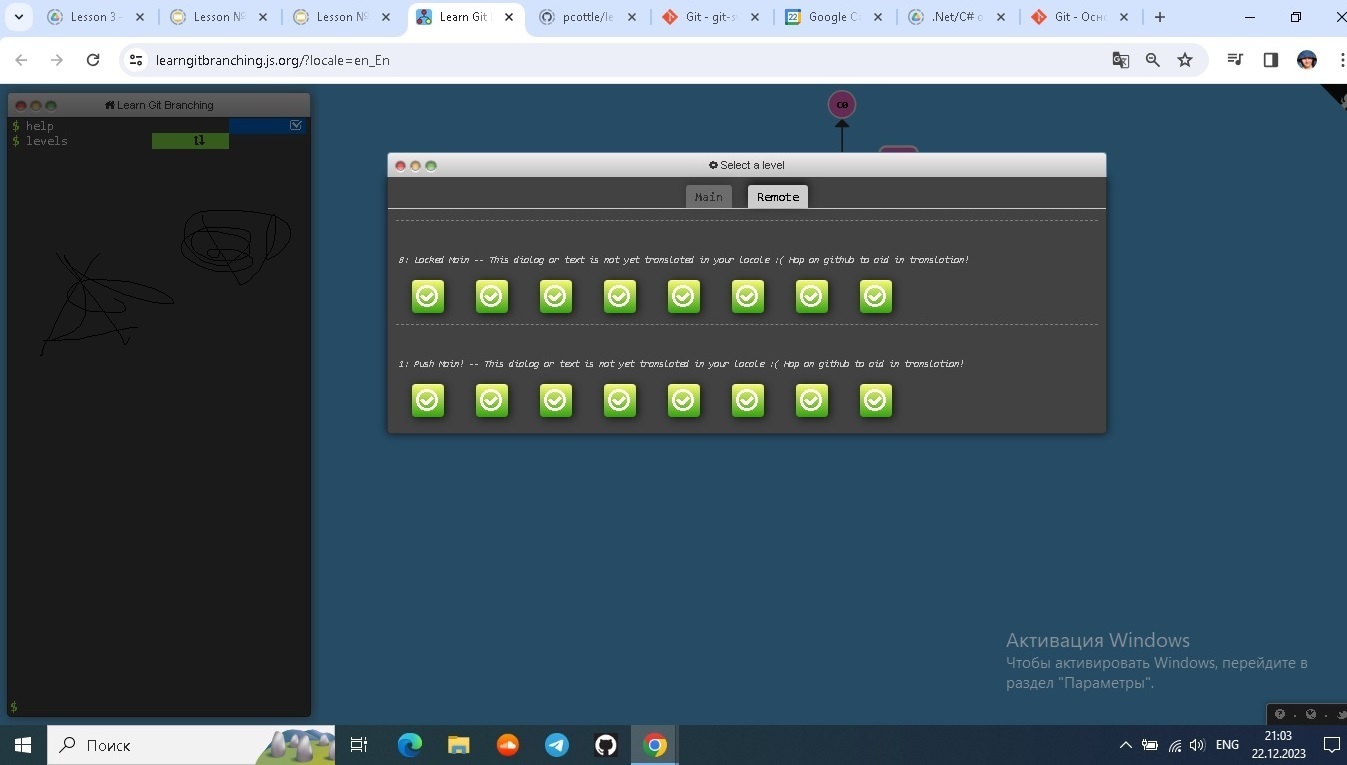 Lesson 3 -
Lesson №
Lesson №
Learn Git
pcottle/le
Git - git-s
Google C
.Net/C# о
Git - Осно
learngitbranching.js.org/?locale=en_En
Learn Git Branching
$ help
$ levels
$
C0
Select a level
Main
Remote
8: Locked Main -- This dialog or text is not yet translated in your locale :( Hop on github to aid in translation!
1: Push Main! -- This dialog or text is not yet translated in your locale :( Hop on github to aid in translation!
Активация Windows
Чтобы активировать Windows, перейдите в
раздел "Параметры".
Поиск
ENG
21:03
22.12.2023